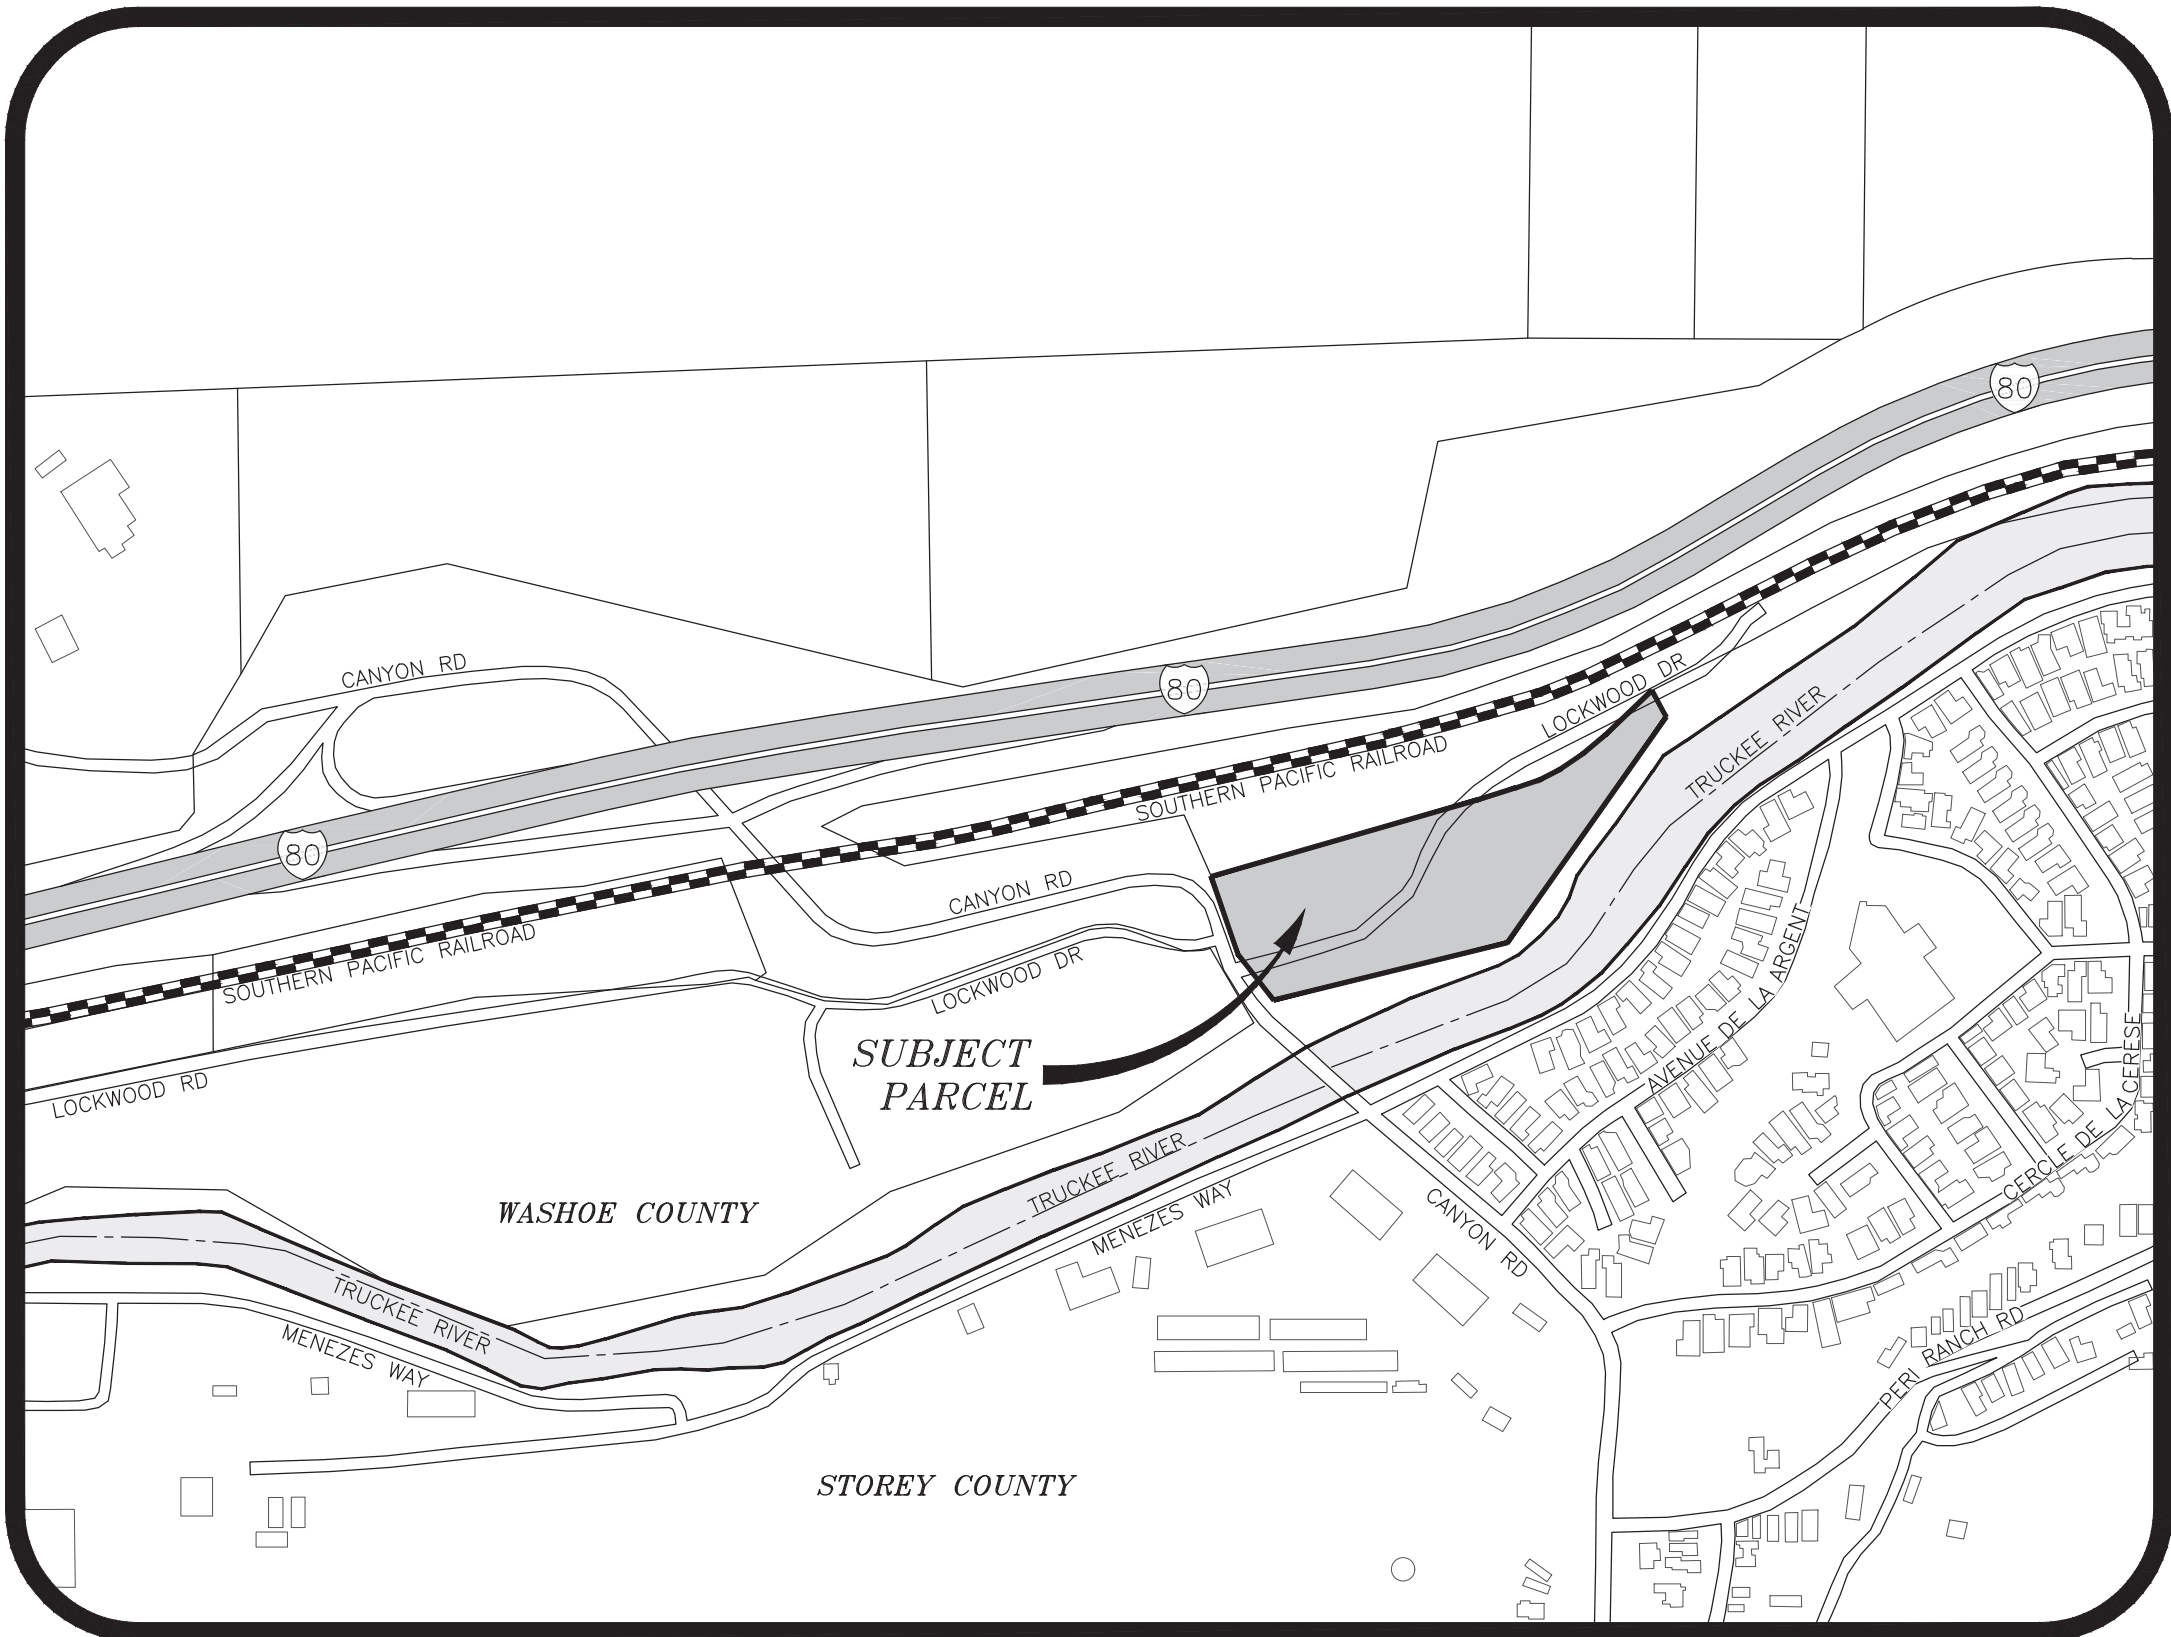 80
CANYON RD
80
LOCKWOOD DR
TRUCKEE RIVER
SOUTHERN PACIFIC RAILROAD
80
CANYON RD
SOUTHERN PACIFIC RAILROAD
LOCKWOOD DR
AVENUE DE LA ARGENT
SUBJECT
PARCEL
LOCKWOOD RD
CERCLE DE LA CERESE
TRUCKEE RIVER
WASHOE COUNTY
MENEZES WAY
CANYON RD
TRUCKEE RIVER
MENEZES WAY
PERI RANCH RD
STOREY COUNTY